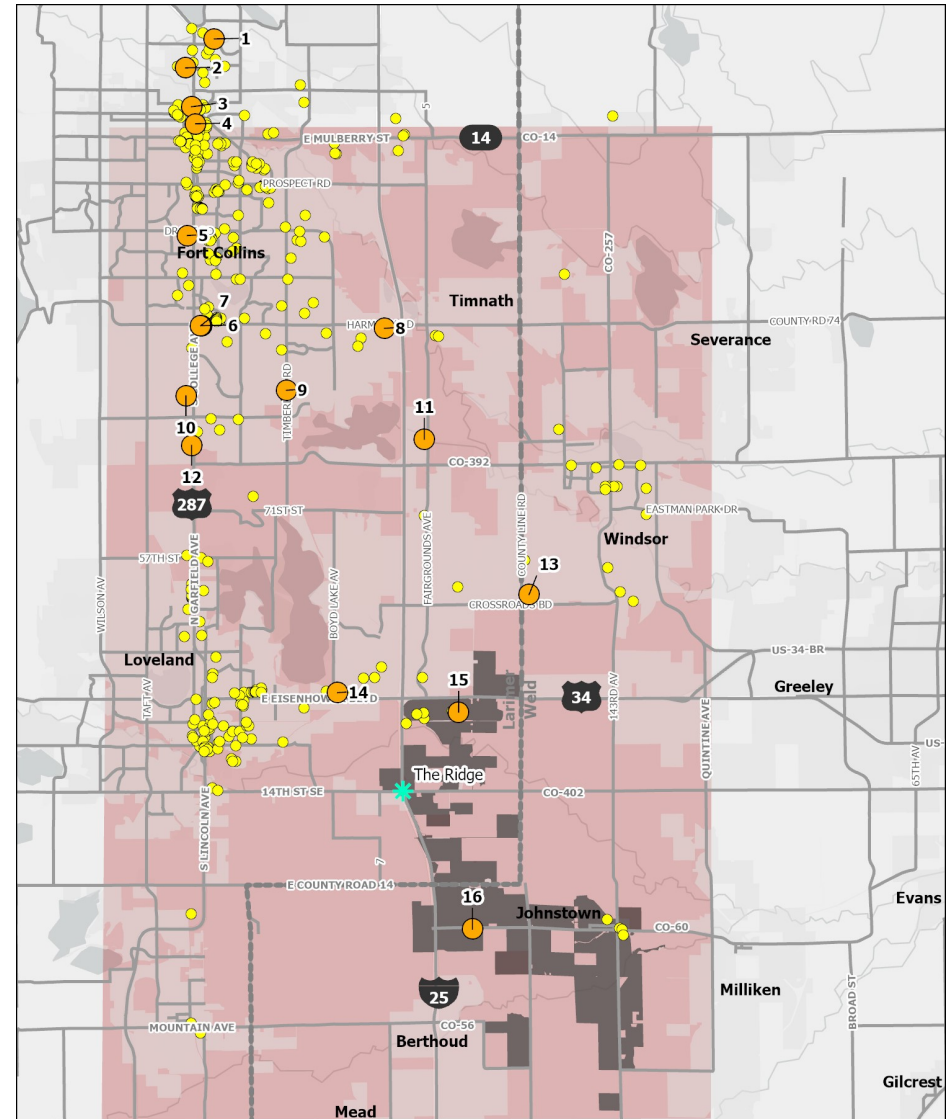 1
2
3
4
5
E MULBERRY ST
14
CO-14
PROSPECT RD
5
Fort Collins
CO-257
Timnath
7
6
8
COUNTY RD 74
Severance
9
10
11
12
CO-392
287
71ST ST
EASTMAN PARK DR
Windsor
57TH ST
N GARFIELD AVE
WILSON AV
BOYD LAKE AV
FAIRGROUNDS AVE
COUNTY LINE RD
13
Loveland
TAFT AV
14
15
Larimer
Weld
34
143RD AV
US-34-BR
Greeley
QUINTINE AVE
US-
65TH AV
The Ridge
14TH ST SE
CO-402
S LINCOLN AVE
7
E COUNTY ROAD 14
Evans
16
Johnstown
CO-60
25
Milliken
BROAD ST
MOUNTAIN AVE
CO-56
Berthoud
Gilcrest
Mead